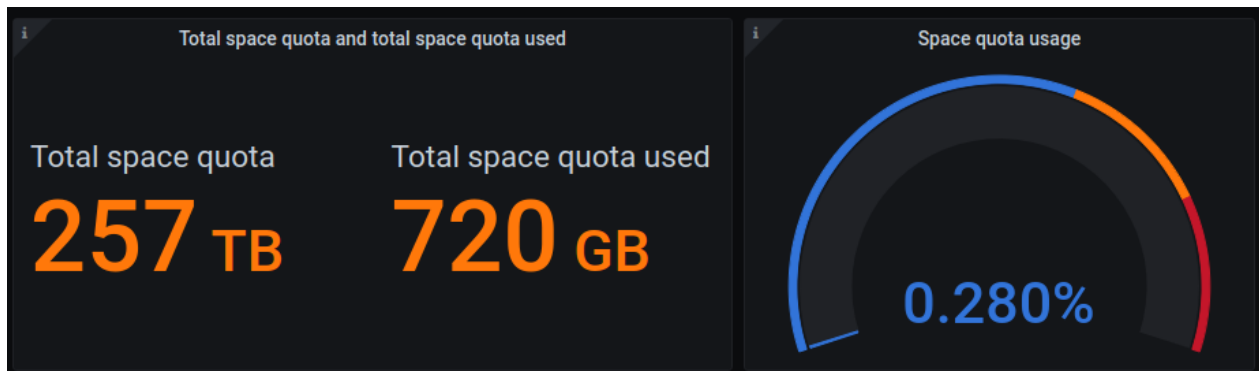 Total space quota and total space quota used
Total space quota
257 TB
Total space quota used
720 GB
Space quota usage
0.280%